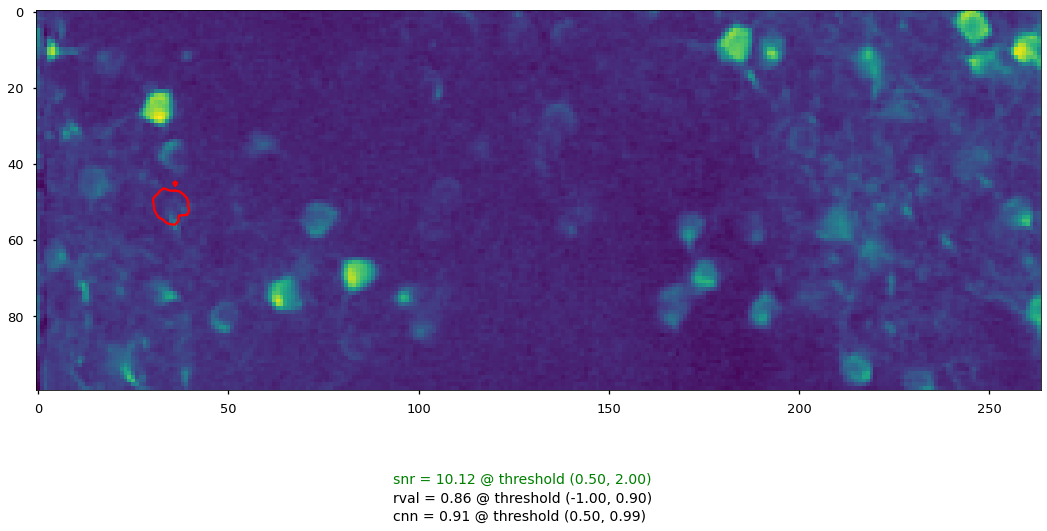 0
20
40
60
80
0 50 100 150 200 250
snr = 10.12 @ threshold (0.50, 2.00)
rval = 0.86 @ threshold (-1.00, 0.90)
cnn = 0.91 @ threshold (0.50, 0.99)